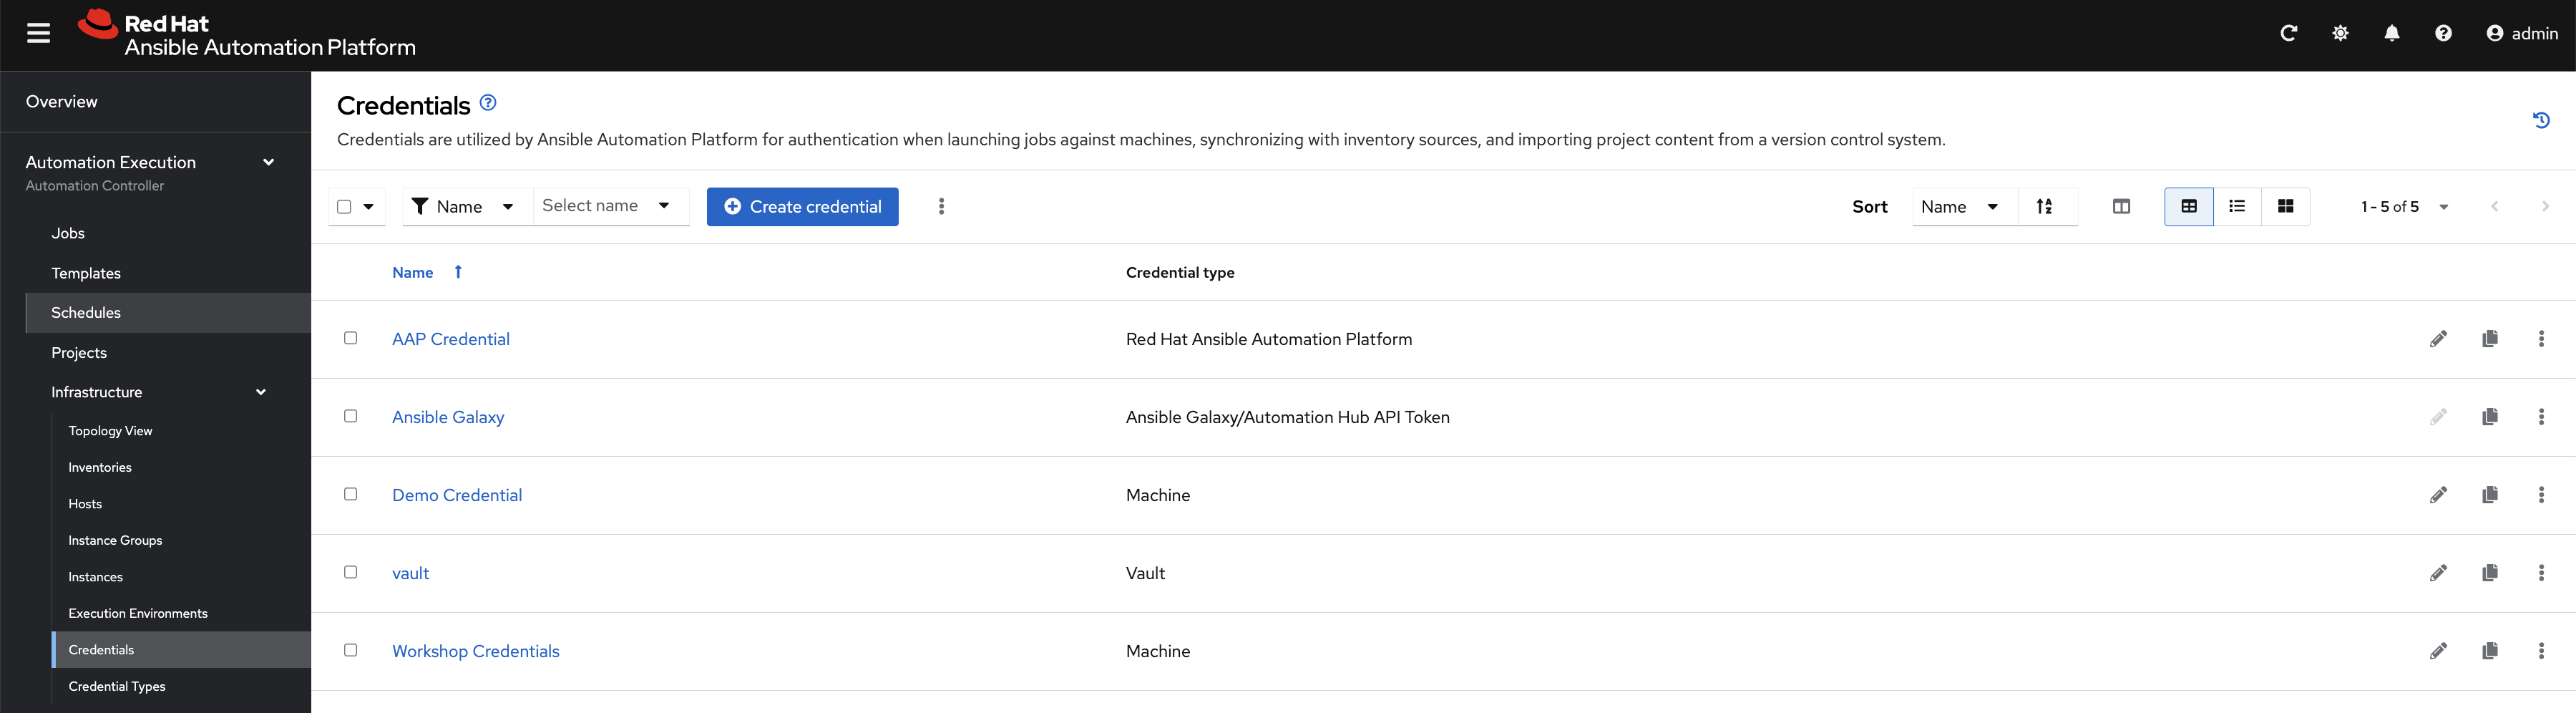 Red Hat
Ansible Automation Platform
admin
Overview
Automation Execution
Automation Controller
Jobs
Templates
Schedules
Projects
Infrastructure
Topology View
Inventories
Hosts
Instance Groups
Instances
Execution Environments
Credentials
Credential Types
Credentials
Credentials are utilized by Ansible Automation Platform for authentication when launching jobs against machines, synchronizing with inventory sources, and importing project content from a version control system.
Name Select name Create credential Sort Name 1 - 5 of 5
Name Credential type
AAP Credential Red Hat Ansible Automation Platform
Ansible Galaxy Ansible Galaxy/Automation Hub API Token
Demo Credential Machine
vault Vault
Workshop Credentials Machine